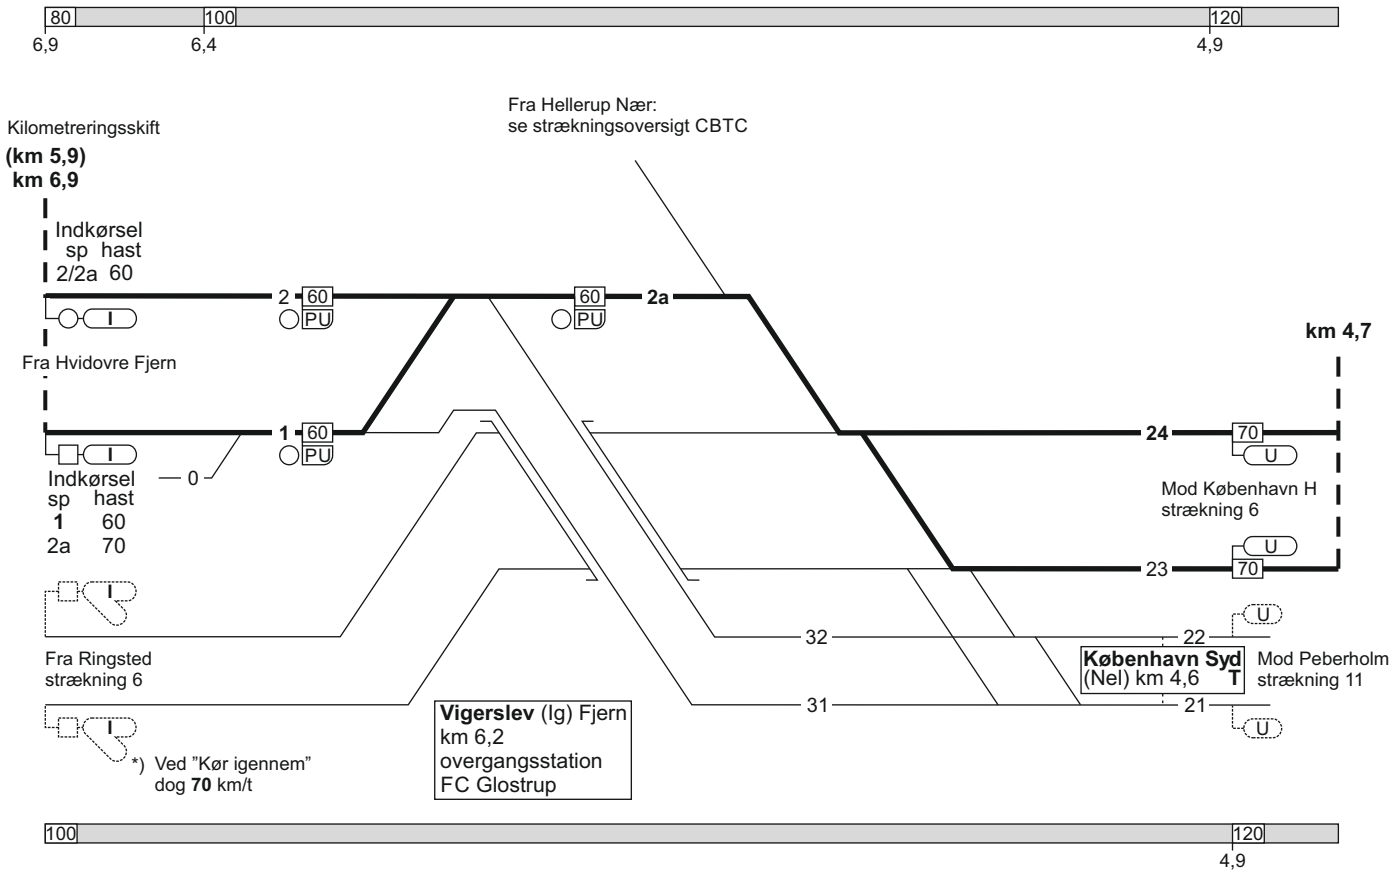 80 100 120
6,9 6,4 4,9
Fra Hellerup Nær:
se strækningsoversigt CBTC
Kilometreringsskift
(km 5,9)
km 6,9
Indkørsel
sp hast
2/2a 60
2 60 60 2a
I PU PU
km 4,7
Fra Hvidovre Fjern
1 60 24 70
I PU U
Indkørsel 0
sp hast
1 60
2a 70
Mod København H
strækning 6
U
23 70
I
U
32 22
Fra Ringsted
strækning 6
København Syd
(Nel) km 4,6 T
Mod Peberholm
strækning 11
31 21
I
U
*) Ved "Kør igennem"
dog 70 km/t
Vigerslev (Ig) Fjern
km 6,2
overgangsstation
FC Glostrup
100 120
4,9